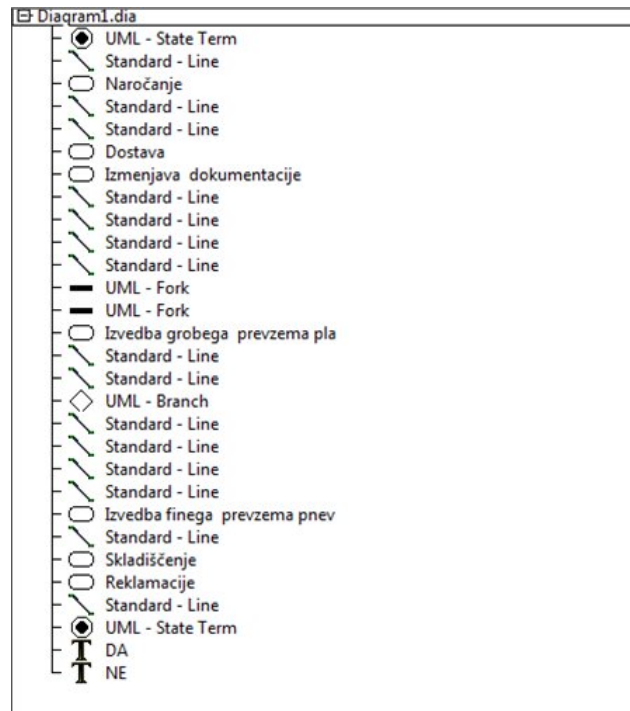 Diagram1.dia
UML - State Term
Standard - Line
Naročanje
Standard - Line
Standard - Line
Dostava
Izmenjava dokumentacije
Standard - Line
Standard - Line
Standard - Line
Standard - Line
UML - Fork
UML - Fork
Izvedba grobega prevzema pla
Standard - Line
Standard - Line
UML - Branch
Standard - Line
Standard - Line
Standard - Line
Standard - Line
Izvedba finega prevzema pnev
Standard - Line
Skladiščenje
Reklamacije
Standard - Line
UML - State Term
DA
NE